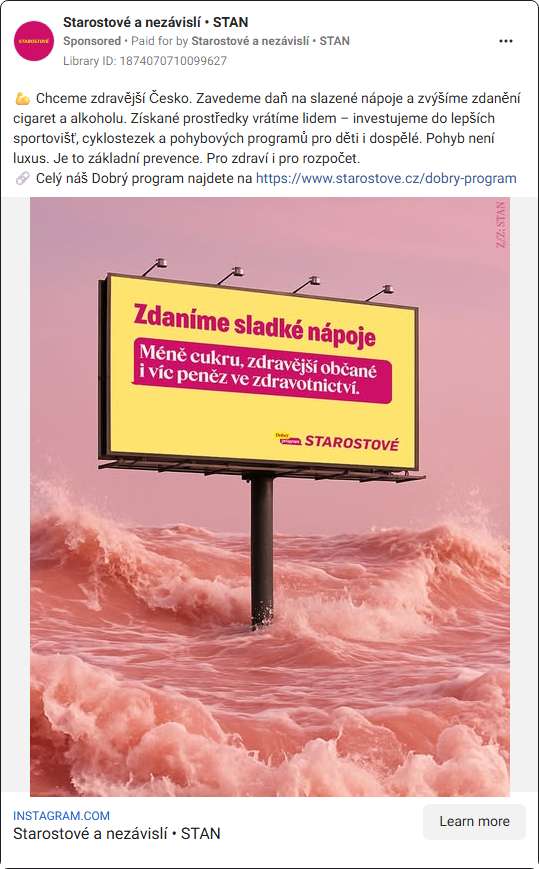 Starostové a nezávislí • STAN
Sponsored • Paid for by Starostové a nezávislí • STAN
Library ID: 1874070710099627
STAROSTOVÉ
💪 Chceme zdravější Česko. Zavedeme daň na slazené nápoje a zvýšíme zdanění
cigaret a alkoholu. Získané prostředky vrátíme lidem – investujeme do lepších
sportovišť, cyklostezek a pohybových programů pro děti i dospělé. Pohyb není
luxus. Je to základní prevence. Pro zdraví i pro rozpočet.
🔗 Celý náš Dobrý program najdete na https://www.starostove.cz/dobry-program
Z/Z: STAN
Zdaníme sladké nápoje
Méně cukru, zdravější občané
i víc peněz ve zdravotnictví.
Dobrý
program
STAROSTOVÉ
INSTAGRAM.COM
Starostové a nezávislí • STAN
Learn more